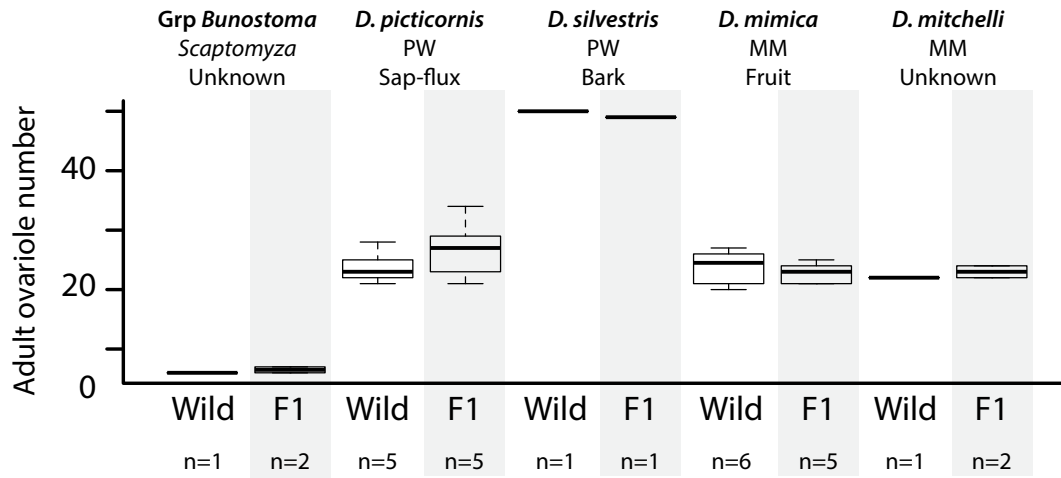 Grp Bunostoma D. picticornis D. silvestris D. mimica D. mitchelli
Scaptomyza PW PW MM MM
Unknown Sap-flux Bark Fruit Unknown
Adult ovariole number
40
20
0
Wild F1 Wild F1 Wild F1 Wild F1 Wild F1
n=1 n=2 n=5 n=5 n=1 n=1 n=6 n=5 n=1 n=2